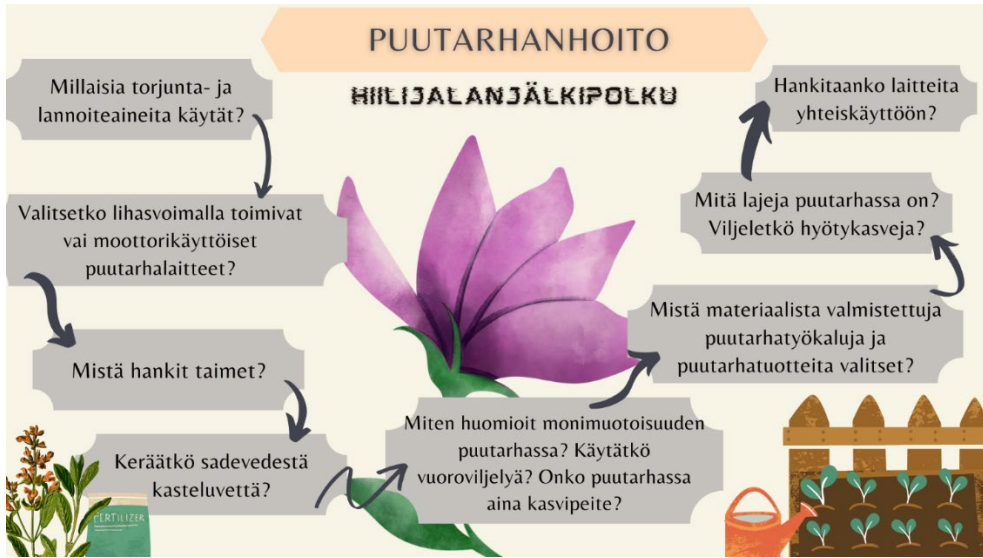 PUUTARHANHOITO
HIILIJALANJÄLKIPOLKU
Millaisia torjunta- ja
lannoiteaineita käytät?
Valitsetko lihasvoimalla toimivat
vai moottorikäyttöiset
puutarhalaitteet?
Mistä hankit taimet?
Keräätkö sadevedestä
kasteluvettä?
Miten huomioit monimuotoisuuden
puutarhassa? Käytätkö
vuoroviljelyä? Onko puutarhassa
aina kasvipeite?
Mistä materiaalista valmistettuja
puutarhatyökaluja ja
puutarhatuotteita valitset?
Mitä lajeja puutarhassa on?
Viljeletkö hyötykasveja?
Hankitaanko laitteita
yhteiskäyttöön?
FERTILIZER